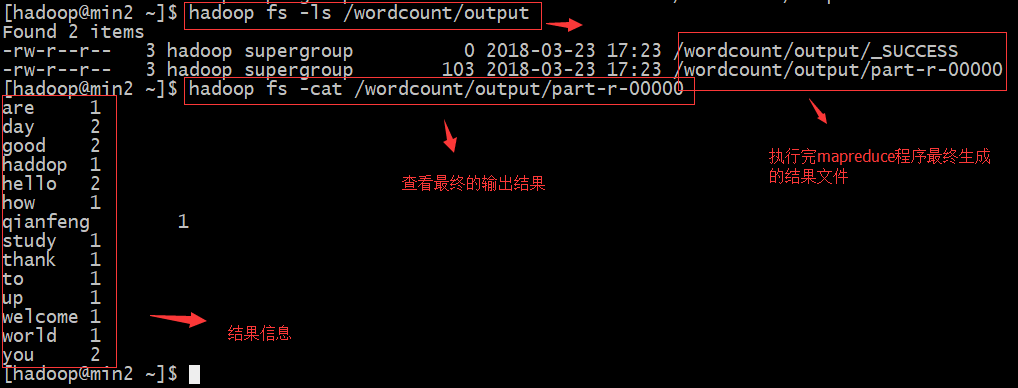 [hadoop@min2 ~]$ hadoop fs -ls /wordcount/output
Found 2 items
-rw-r--r--   3 hadoop supergroup          0 2018-03-23 17:23 /wordcount/output/_SUCCESS
-rw-r--r--   3 hadoop supergroup        103 2018-03-23 17:23 /wordcount/output/part-r-00000
[hadoop@min2 ~]$ hadoop fs -cat /wordcount/output/part-r-00000
are     1
day     2
good    2
haddop  1
hello   2
how     1
qianfeng        1
study   1
thank   1
to      1
up      1
welcome 1
world   1
you     2
[hadoop@min2 ~]$
执行完mapreduce程序最终生成
的结果文件
查看最终的输出结果
结果信息